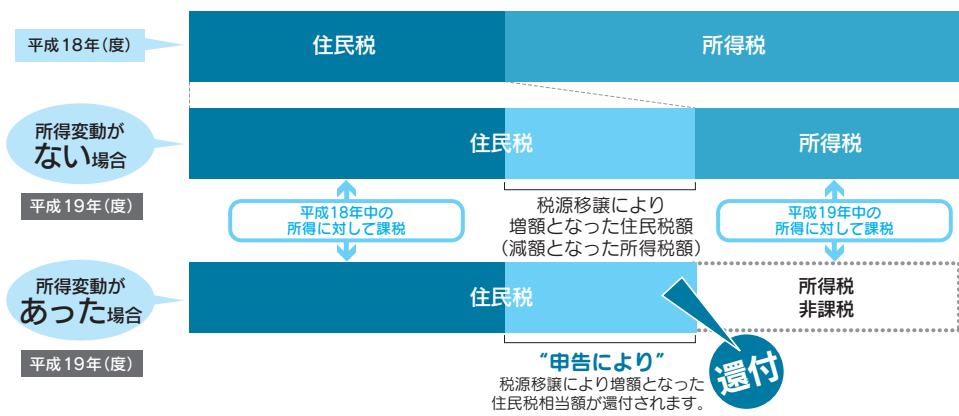 平成18年（度）
住民税
所得税
所得変動が
ない場合
平成19年（度）
住民税
所得税
平成18年中の
所得に対して課税
税源移譲により
増額となった住民税額
（減額となった所得税額）
平成19年中の
所得に対して課税
所得変動が
あった場合
平成19年（度）
住民税
所得税
非課税
還付
“申告により”
税源移譲により増額となった
住民税相当額が還付されます。